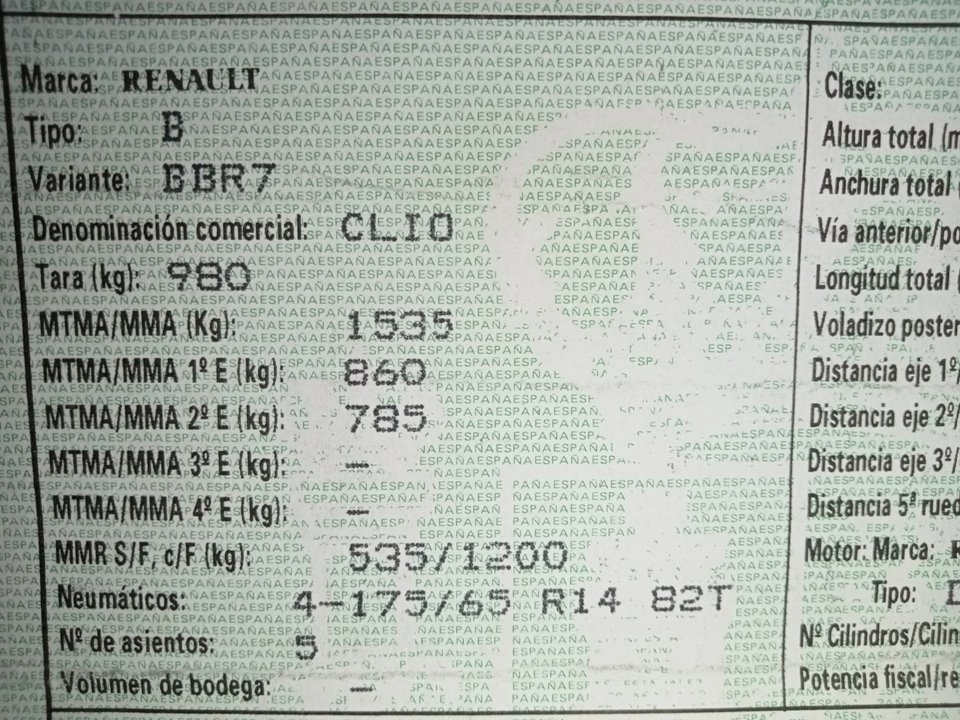 Marca: RENAULT
Tipo: B
Variante: BBR7
Denominación comercial: CLIO
Tara (kg): 980
MTMA/MMA (Kg): 1535
MTMA/MMA 1º E (kg): 860
MTMA/MMA 2º E (kg): 785
MTMA/MMA 3º E (kg): –
MTMA/MMA 4º E (kg): –
MMR S/F, c/F (kg): 535/1200
Neumáticos: 4-175/65 R14 82T
Nº de asientos: 5
Volumen de bodega: –
Clase:
Altura total (m
Anchura total
Vía anterior/po
Longitud total (
Voladizo poster
Distancia eje 1º/
Distancia eje 2º/
Distancia eje 3º/
Distancia 5ª rued
Motor: Marca: R
Tipo: D
Nº Cilindros/Cilin
Potencia fiscal/re